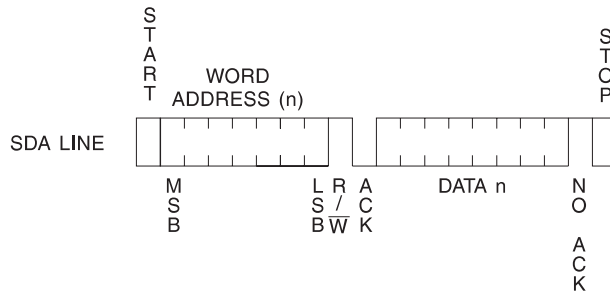 START
WORD
ADDRESS (n)
STOP
SDA LINE
MSB
LSB
R/W
ACK
DATA n
NO ACK